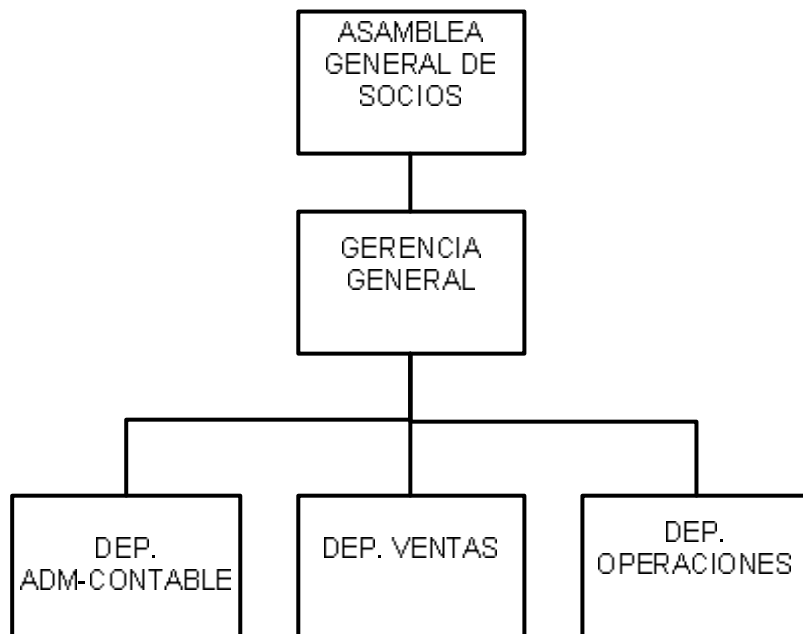 ASAMBLEA
GENERAL DE
SOCIOS
GERENCIA
GENERAL
DEP.
ADM-CONTABLE
DEP. VENTAS
DEP.
OPERACIONES